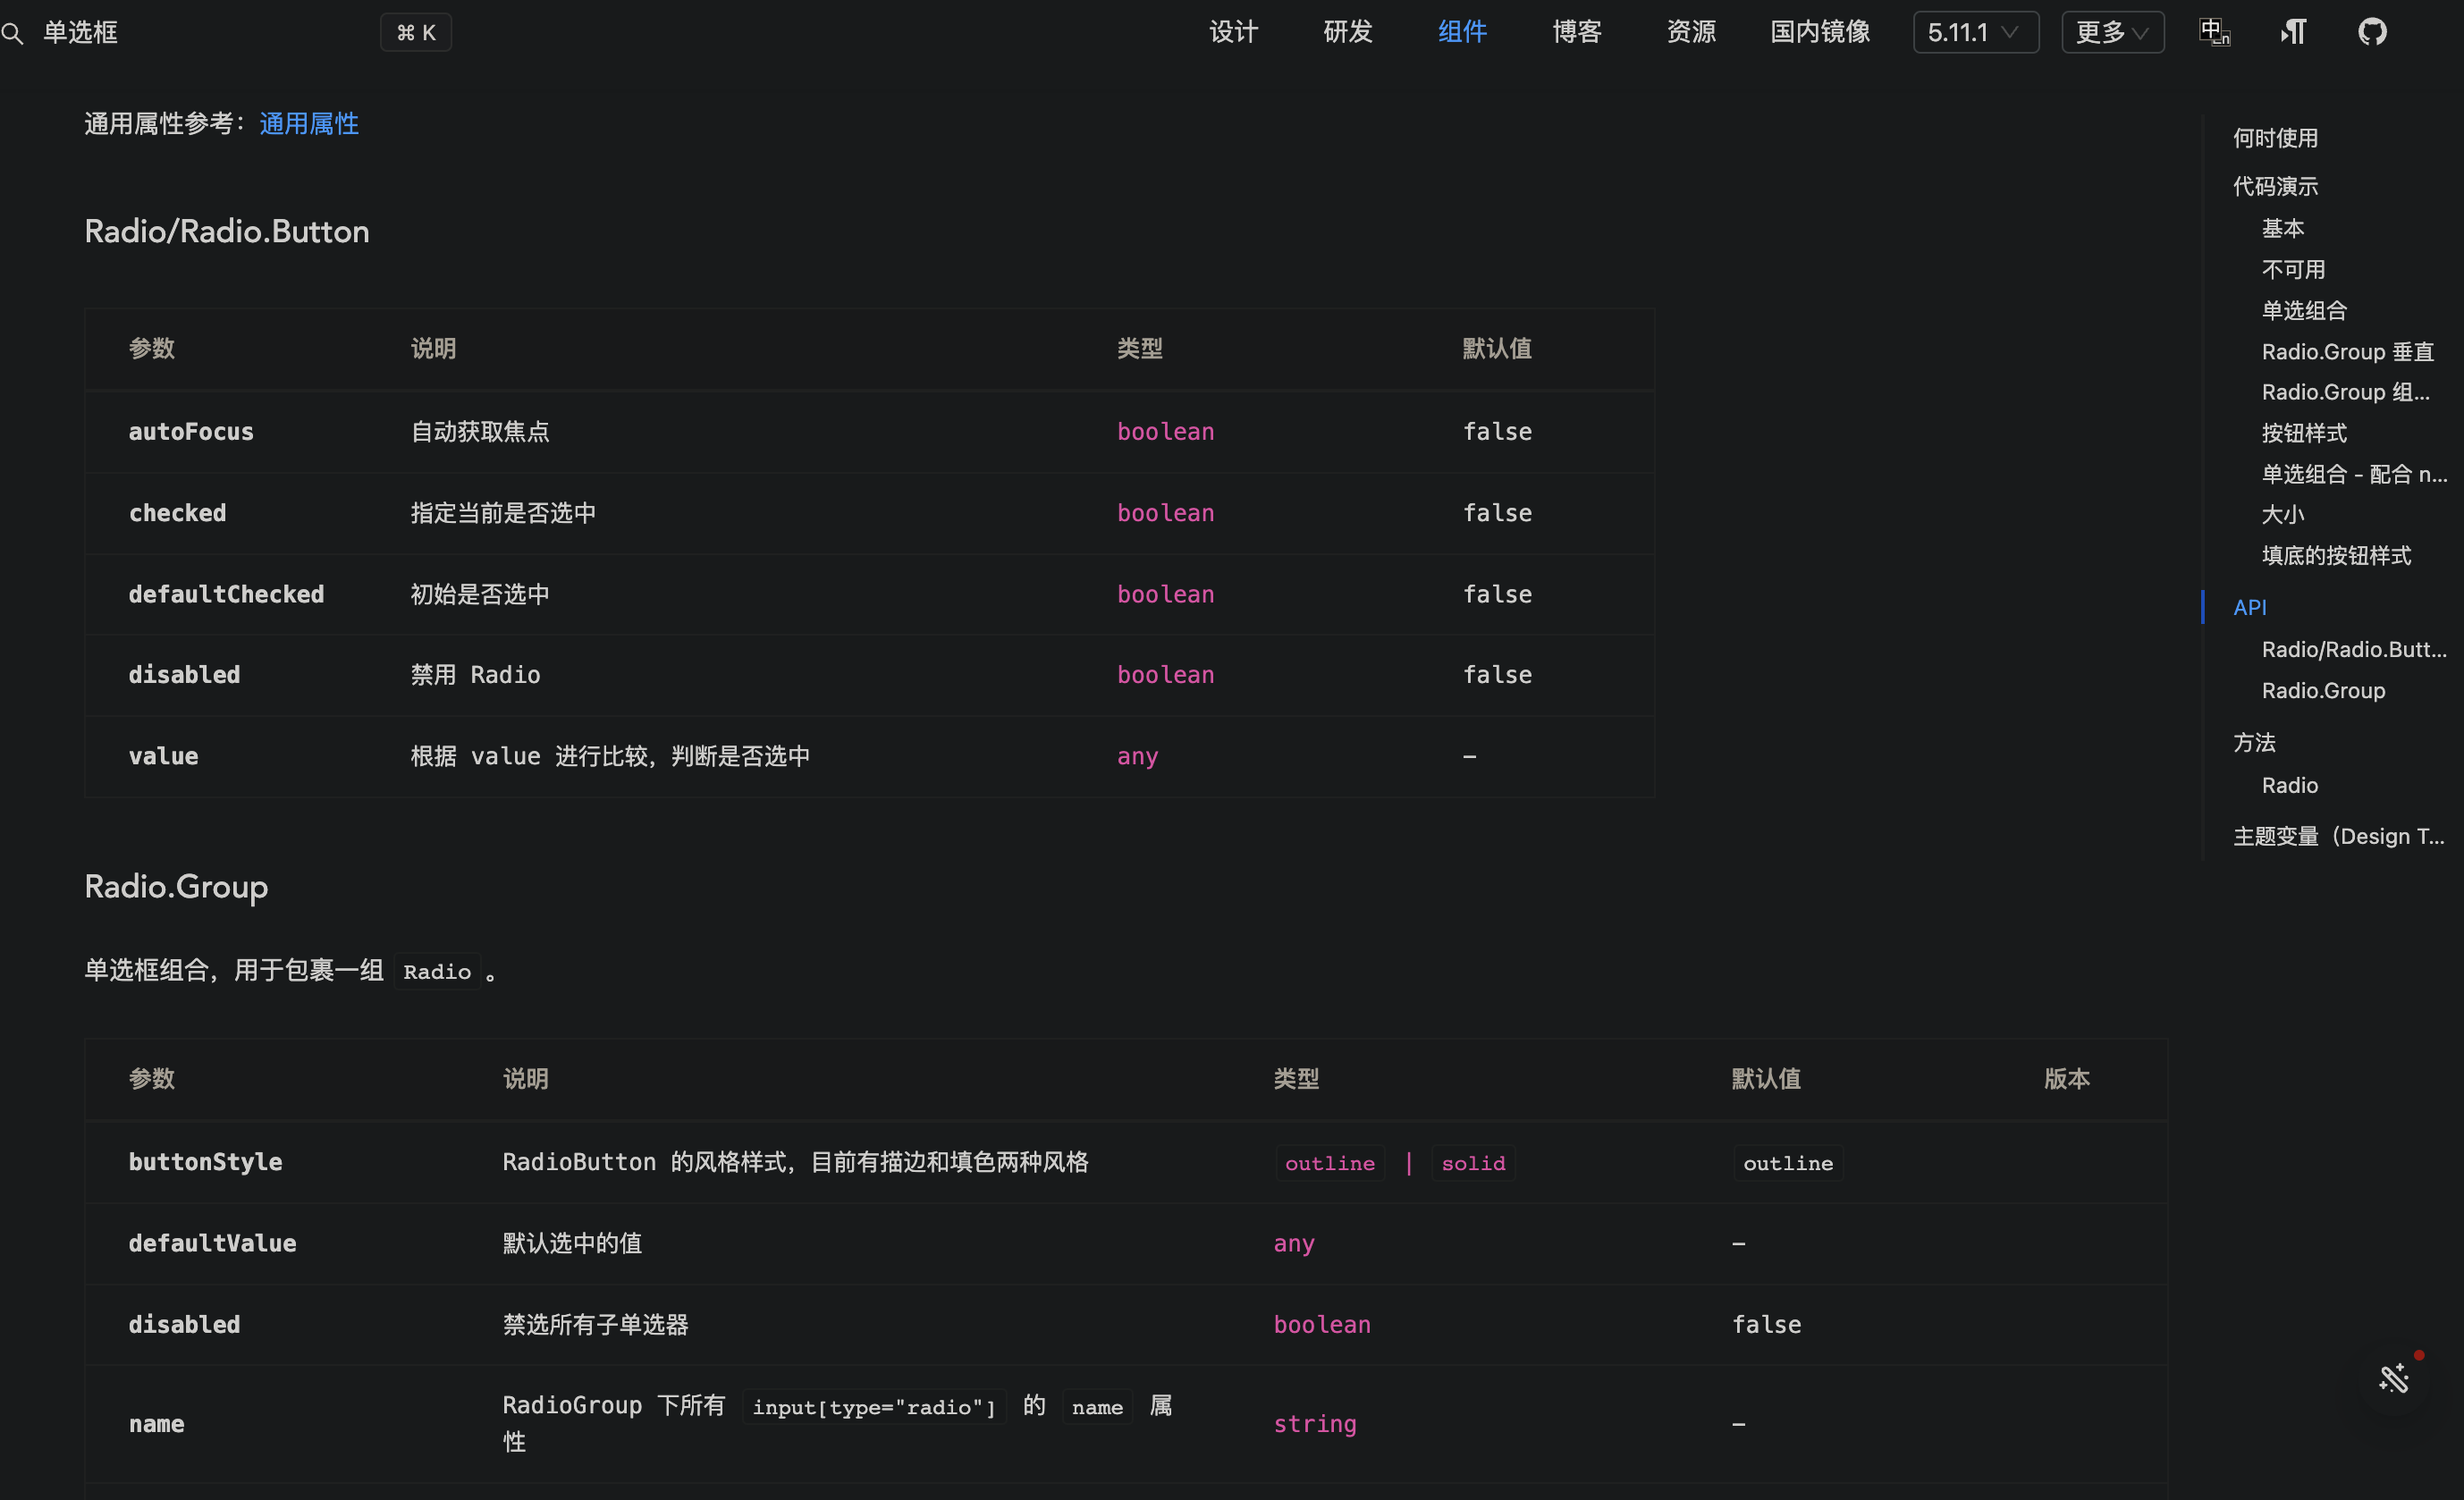 单选框
⌘ K
设计
研发
组件
博客
资源
国内镜像
5.11.1
更多
中
En
通用属性参考：通用属性
Radio/Radio.Button
参数 说明 类型 默认值
autoFocus 自动获取焦点 boolean false
checked 指定当前是否选中 boolean false
defaultChecked 初始是否选中 boolean false
disabled 禁用 Radio boolean false
value 根据 value 进行比较，判断是否选中 any -
Radio.Group
单选框组合，用于包裹一组 Radio 。
参数 说明 类型 默认值 版本
buttonStyle RadioButton 的风格样式，目前有描边和填色两种风格 outline | solid outline
defaultValue 默认选中的值 any -
disabled 禁选所有子单选器 boolean false
name RadioGroup 下所有 input[type="radio"] 的 name 属 string -
性
何时使用
代码演示
基本
不可用
单选组合
Radio.Group 垂直
Radio.Group 组...
按钮样式
单选组合 - 配合 n...
大小
填底的按钮样式
API
Radio/Radio.Butt...
Radio.Group
方法
Radio
主题变量（Design T...